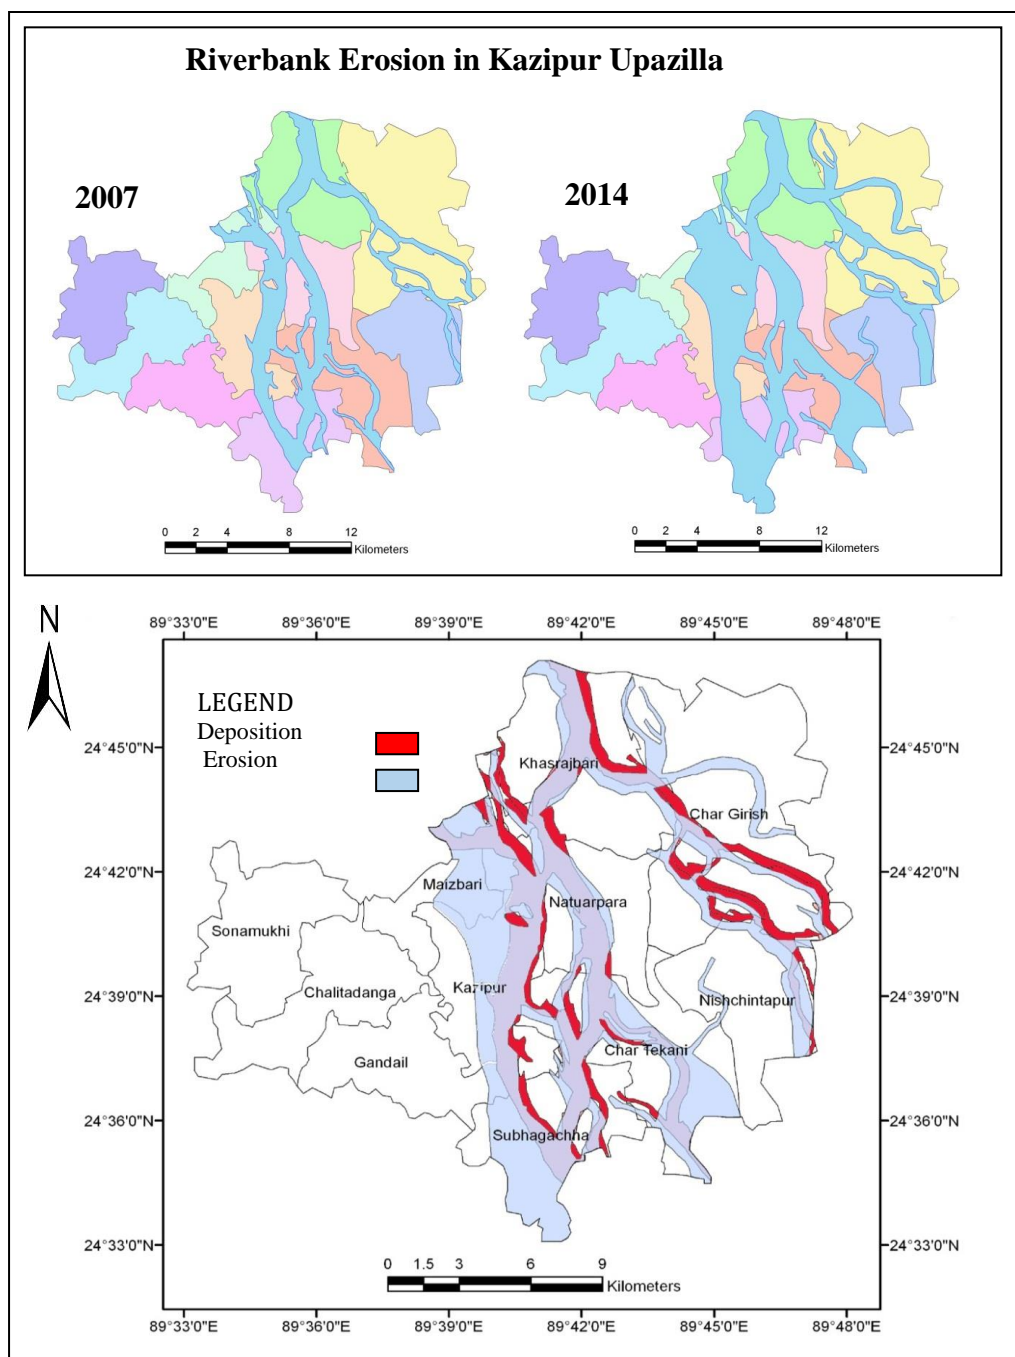 Riverbank Erosion in Kazipur Upazilla
2007
2014
0 2 4 8 12
Kilometers
0 2 4 8 12
Kilometers
N
89°33'0"E 89°36'0"E 89°39'0"E 89°42'0"E 89°45'0"E 89°48'0"E
LEGEND
Deposition
Erosion
24°45'0"N 24°45'0"N
Khasrajbari
Char Girish
24°42'0"N 24°42'0"N
Maizbari
Natuarpara
Sonamukhi
Kazipur
Chalitadanga
24°39'0"N 24°39'0"N
Nishchintapur
Char Tekani
Gandail
24°36'0"N 24°36'0"N
Subhagachha
24°33'0"N 24°33'0"N
0 1.5 3 6 9
Kilometers
89°33'0"E 89°36'0"E 89°39'0"E 89°42'0"E 89°45'0"E 89°48'0"E